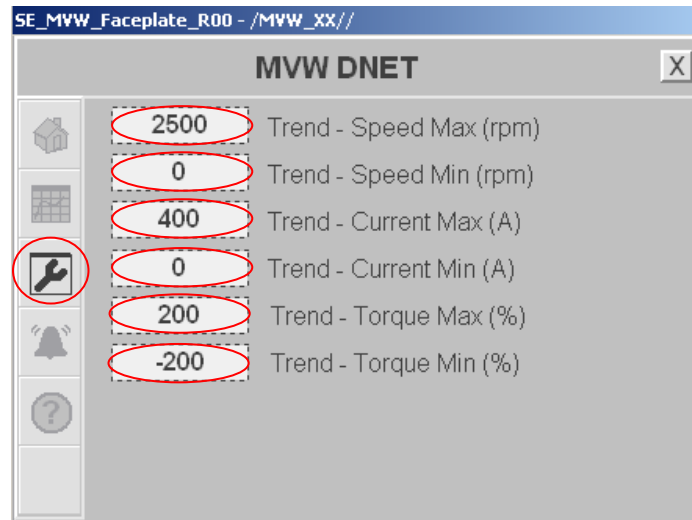 SE_MVW_Faceplate_R00 - /MVW_XX//
MVW DNET
X
2500 Trend - Speed Max (rpm)
0 Trend - Speed Min (rpm)
400 Trend - Current Max (A)
0 Trend - Current Min (A)
200 Trend - Torque Max (%)
-200 Trend - Torque Min (%)
?